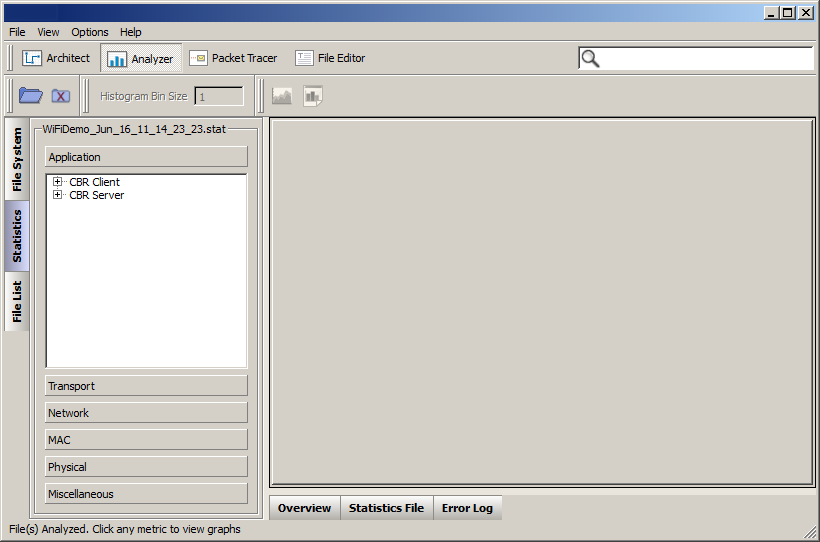 File View Options Help
Architect Analyzer Packet Tracer File Editor
Histogram Bin Size 1
File System
Statistics
File List
WiFiDemo_Jun_16_11_14_23_23.stat
Application
CBR Client
CBR Server
Transport
Network
MAC
Physical
Miscellaneous
Overview Statistics File Error Log
File(s) Analyzed. Click any metric to view graphs